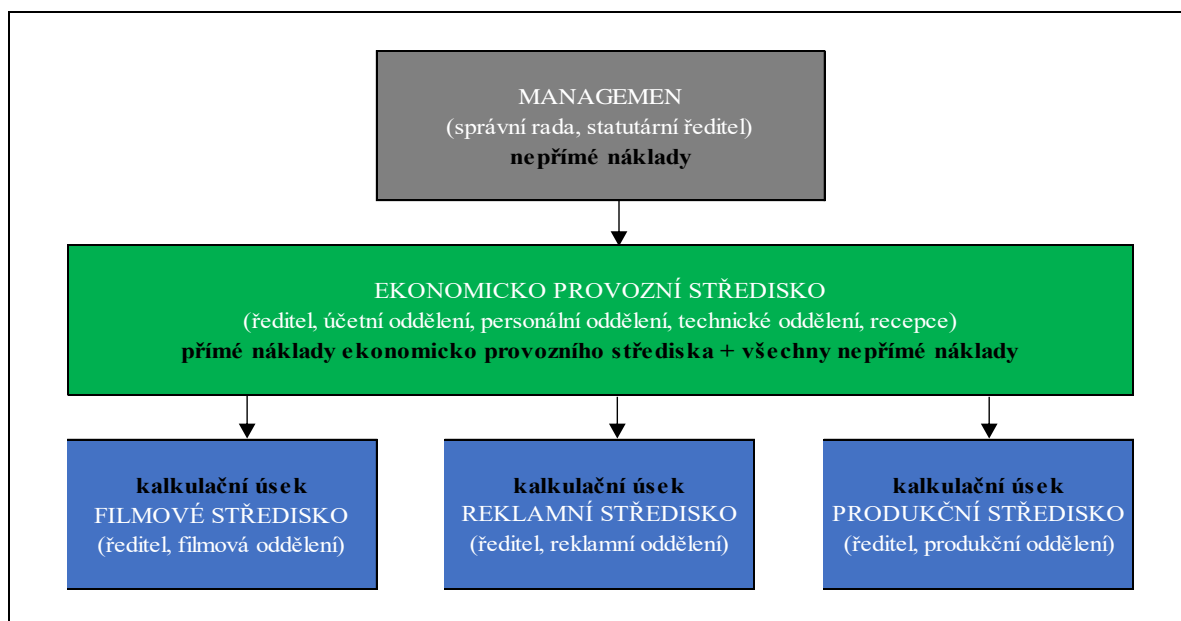 MANAGEMEN
(správní rada, statutární ředitel)
nepřímé náklady
EKONOMICKO PROVOZNÍ STŘEDISKO
(ředitel, účetní oddělení, personální oddělení, technické oddělení, recepce)
přímé náklady ekonomicko provozního střediska + všechny nepřímé náklady
kalkulační úsek
FILMOVÉ STŘEDISKO
(ředitel, filmová oddělení)
kalkulační úsek
REKLAMNÍ STŘEDISKO
(ředitel, reklamní oddělení)
kalkulační úsek
PRODUKČNÍ STŘEDISKO
(ředitel, produkční oddělení)